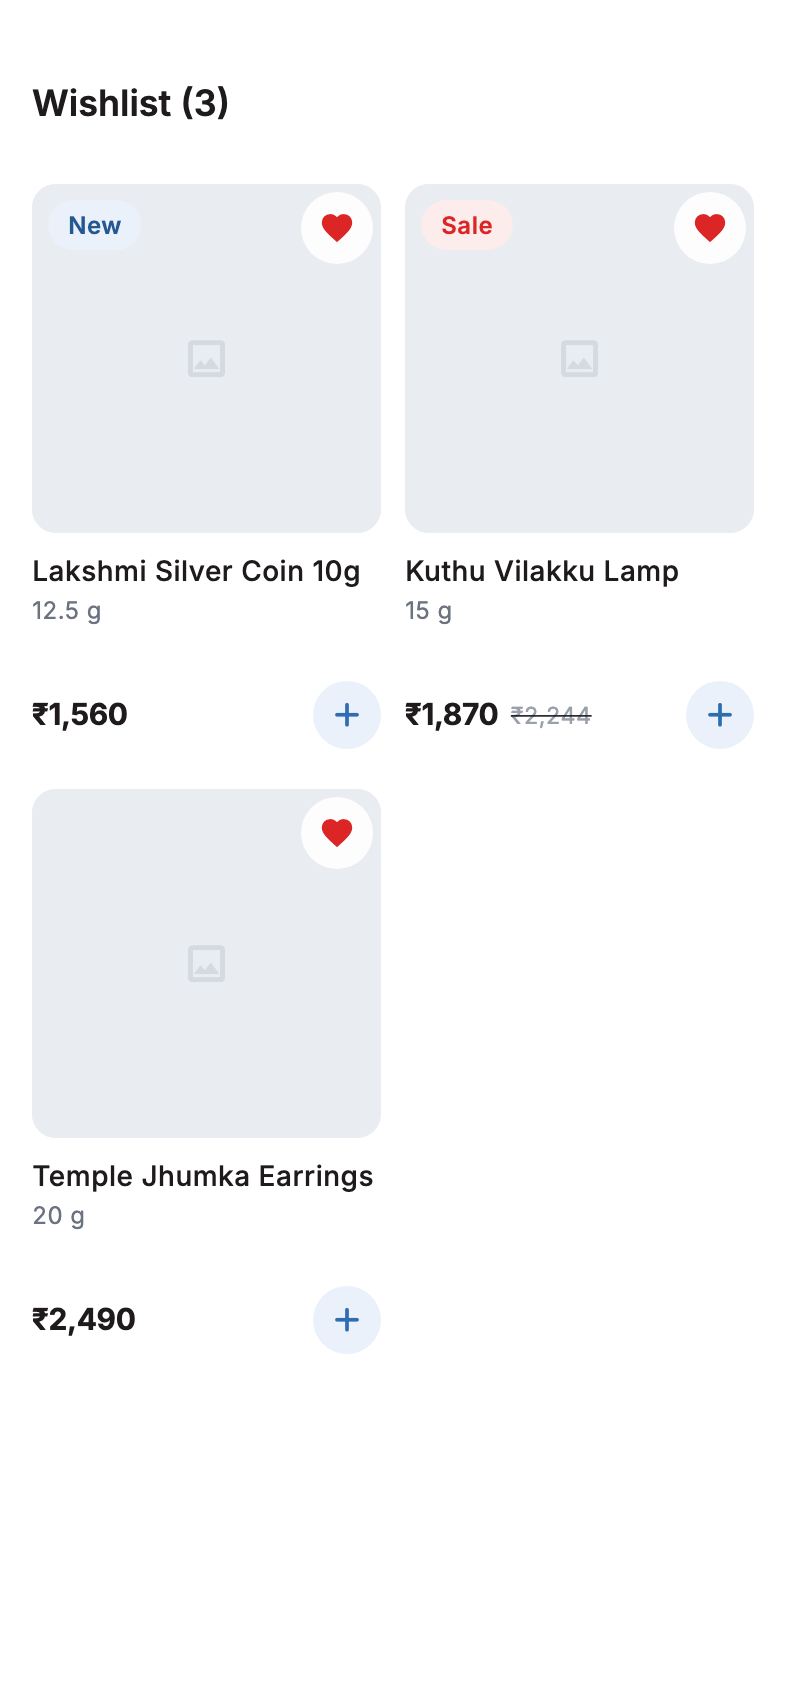 Wishlist (3)
New
Sale
Lakshmi Silver Coin 10g
12.5 g
₹1,560
Kuthu Vilakku Lamp
15 g
₹1,870 ₹2,244
Temple Jhumka Earrings
20 g
₹2,490